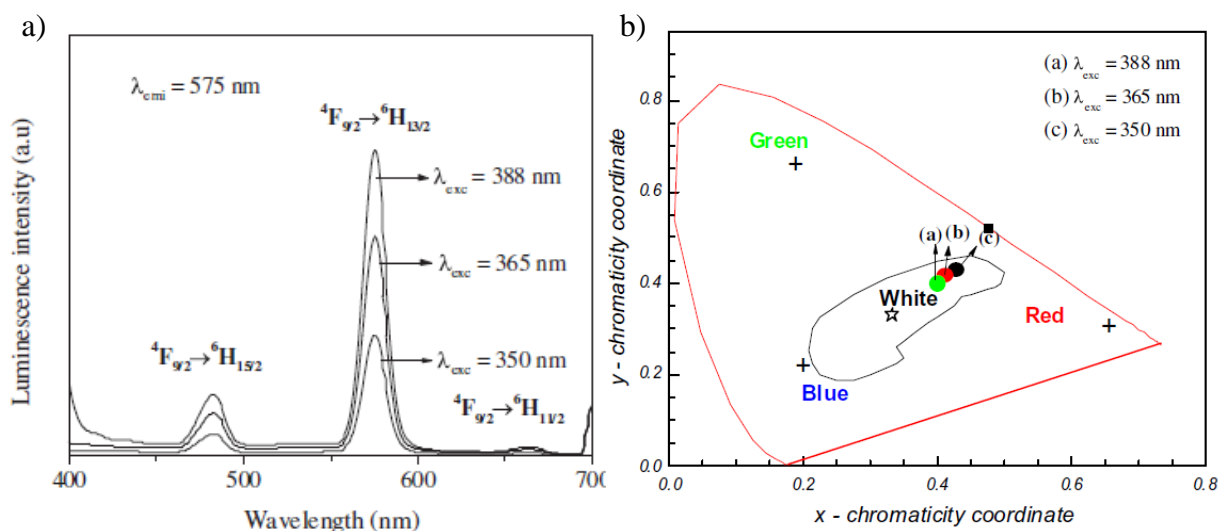 a)
λemi = 575 nm
⁴F9/2→⁶H13/2
λexc = 388 nm
λexc = 365 nm
λexc = 350 nm
⁴F9/2→⁶H15/2
⁴F9/2→⁶H11/2
Luminescence intensity (a.u)
400 500 600 700
Wavelength (nm)
b)
(a) λexc = 388 nm
(b) λexc = 365 nm
(c) λexc = 350 nm
Green
(a) (b) (c)
White
Red
Blue
y - chromaticity coordinate
0.8
0.6
0.4
0.2
0.0
0.0 0.2 0.4 0.6 0.8
x - chromaticity coordinate